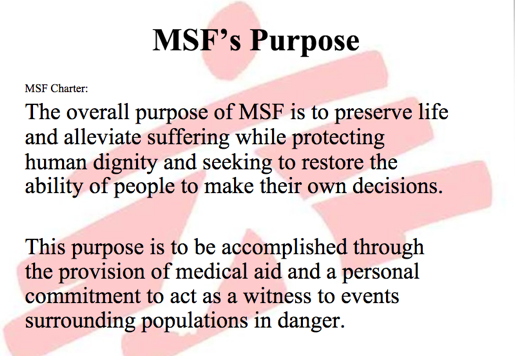 MSF’s Purpose
MSF Charter:
The overall purpose of MSF is to preserve life
and alleviate suffering while protecting
human dignity and seeking to restore the
ability of people to make their own decisions.
This purpose is to be accomplished through
the provision of medical aid and a personal
commitment to act as a witness to events
surrounding populations in danger.